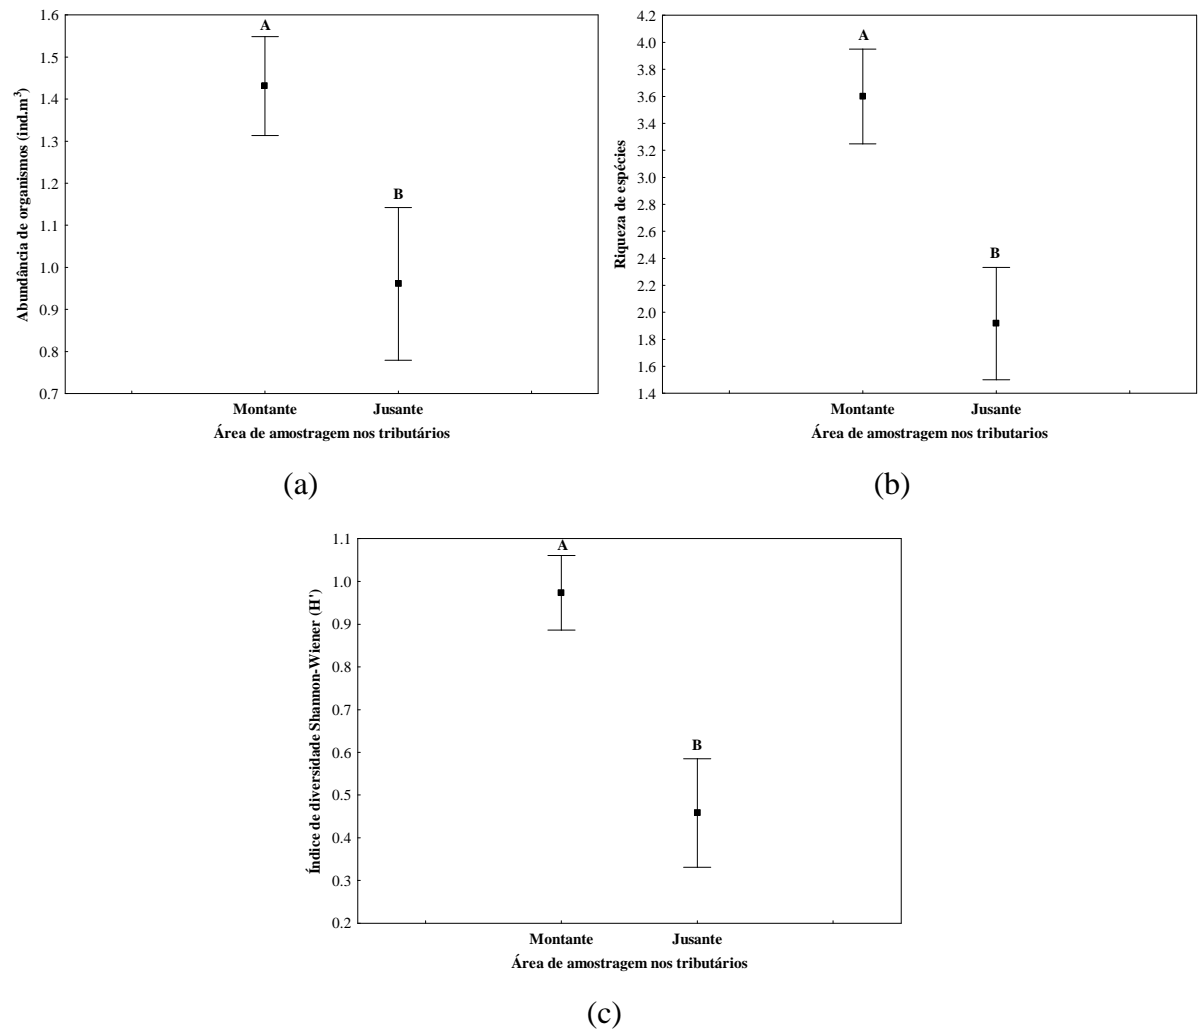 Abundância de organismos (ind.m³)
1.6
1.5
1.4
1.3
1.2
1.1
1.0
0.9
0.8
0.7
A
B
Montante Jusante
Área de amostragem nos tributários
(a)
Riqueza de espécies
4.2
4.0
3.8
3.6
3.4
3.2
3.0
2.8
2.6
2.4
2.2
2.0
1.8
1.6
1.4
A
B
Montante Jusante
Área de amostragem nos tributarios
(b)
Índice de diversidade Shannon-Wiener (H')
1.1
1.0
0.9
0.8
0.7
0.6
0.5
0.4
0.3
0.2
A
B
Montante Jusante
Área de amostragem nos tributários
(c)